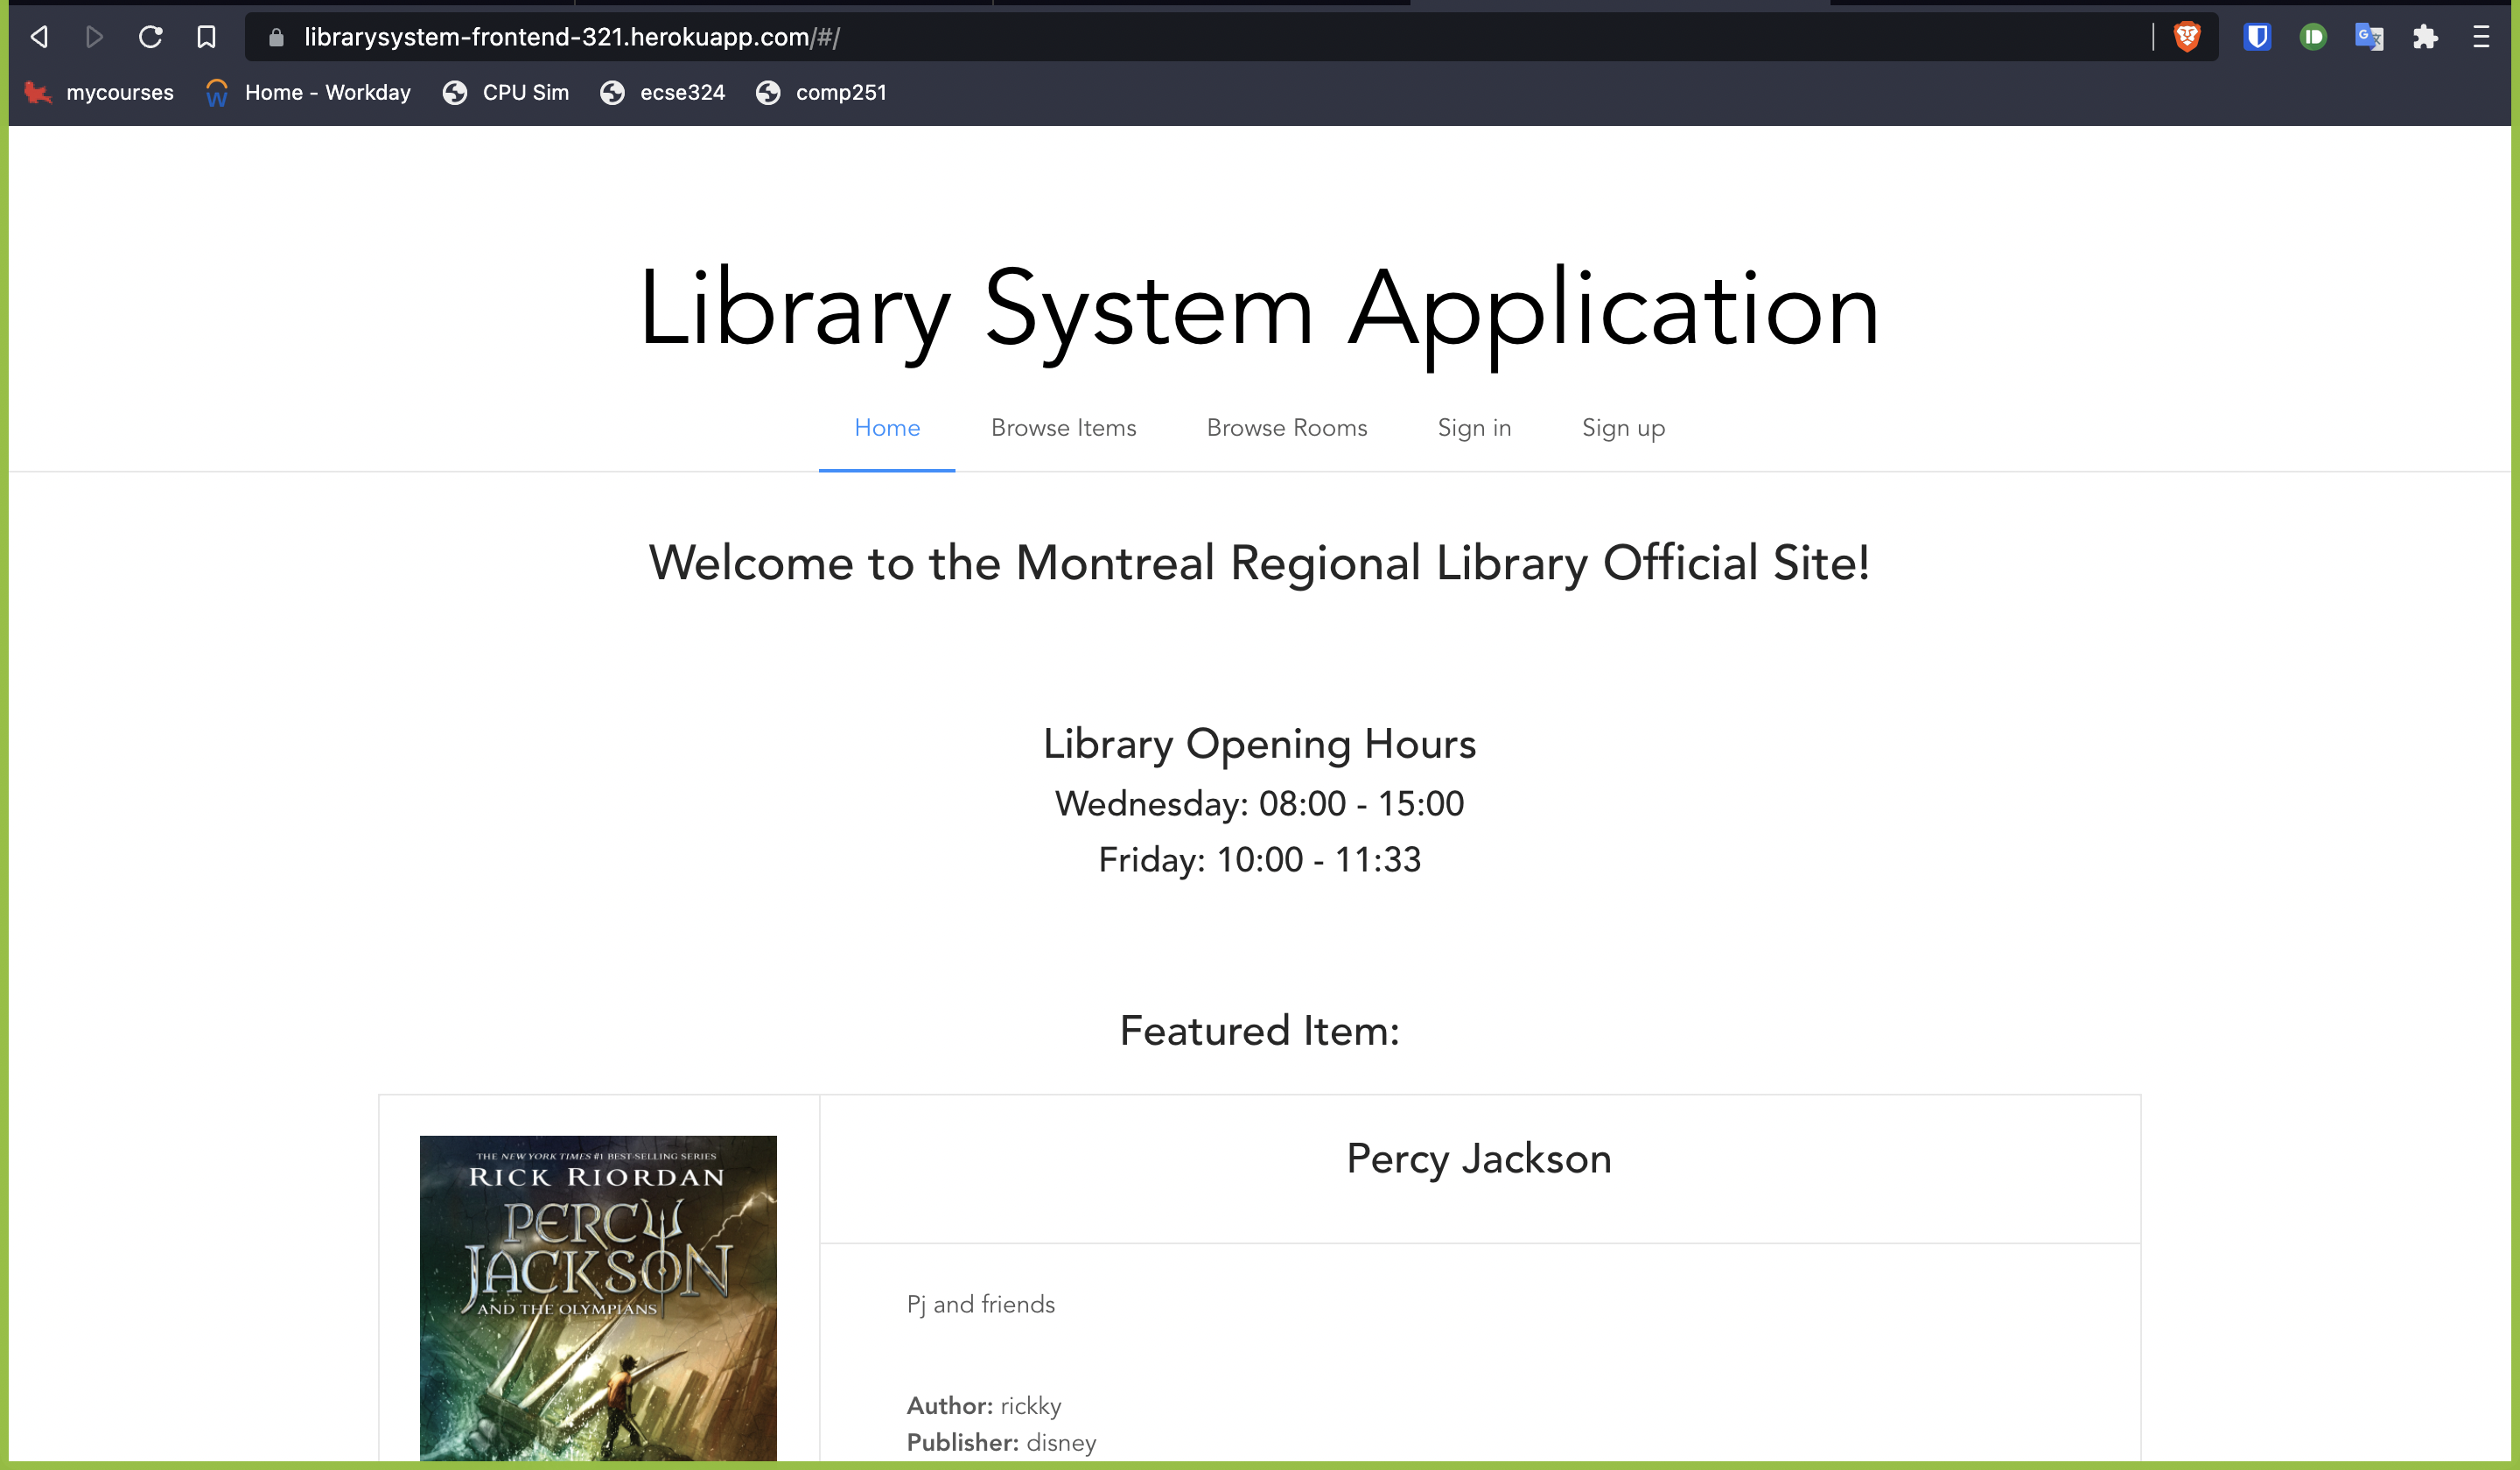 librarysystem-frontend-321.herokuapp.com/#/
mycourses
Home - Workday
CPU Sim
ecse324
comp251
Library System Application
Home
Browse Items
Browse Rooms
Sign in
Sign up
Welcome to the Montreal Regional Library Official Site!
Library Opening Hours
Wednesday: 08:00 - 15:00
Friday: 10:00 - 11:33
Featured Item:
THE NEW YORK TIMES #1 BEST-SELLING SERIES
RICK RIORDAN
PERCY
JACKSON
AND THE OLYMPIANS
Percy Jackson
Pj and friends
Author: rickky
Publisher: disney